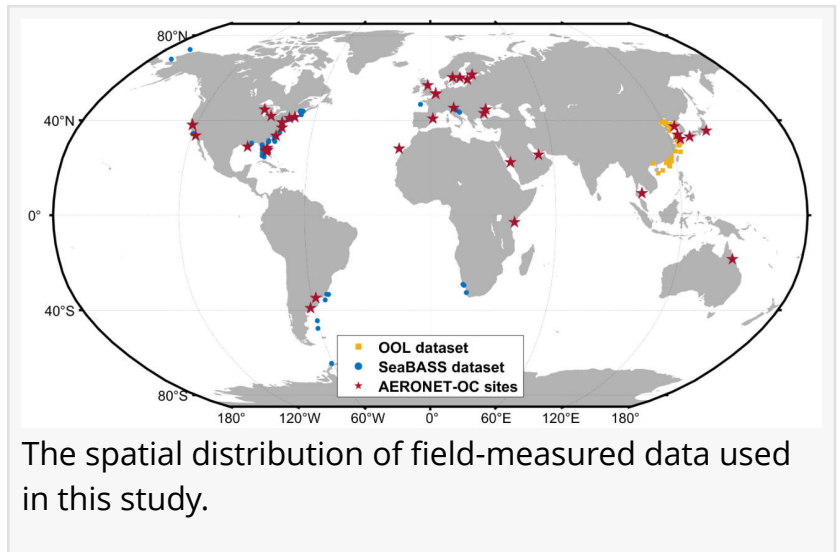 80°N
40°N
0°
40°S
80°S
OOL dataset
SeaBASS dataset
AERONET-OC sites
180° 120°W 60°W 0° 60°E 120°E 180°
The spatial distribution of field-measured data used
in this study.